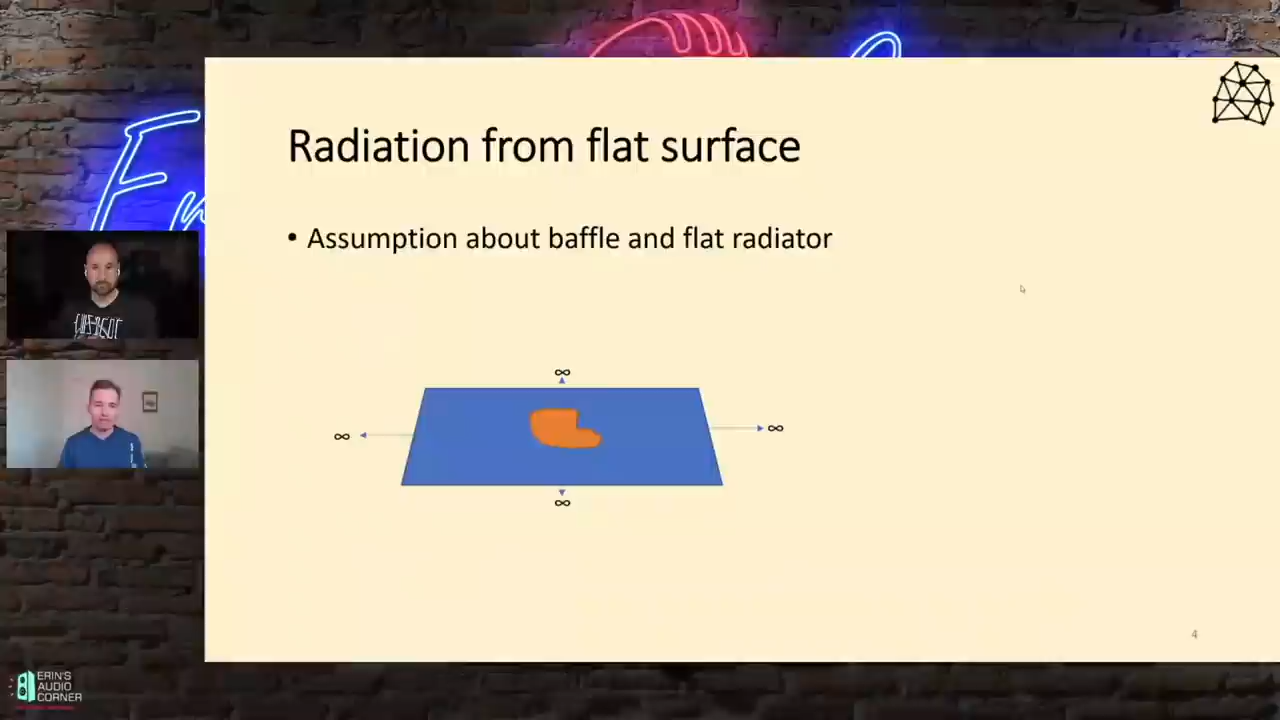 Radiation from flat surface
• Assumption about baffle and flat radiator
∞
∞
∞
∞
4
ERIN'S
AUDIO
CORNER